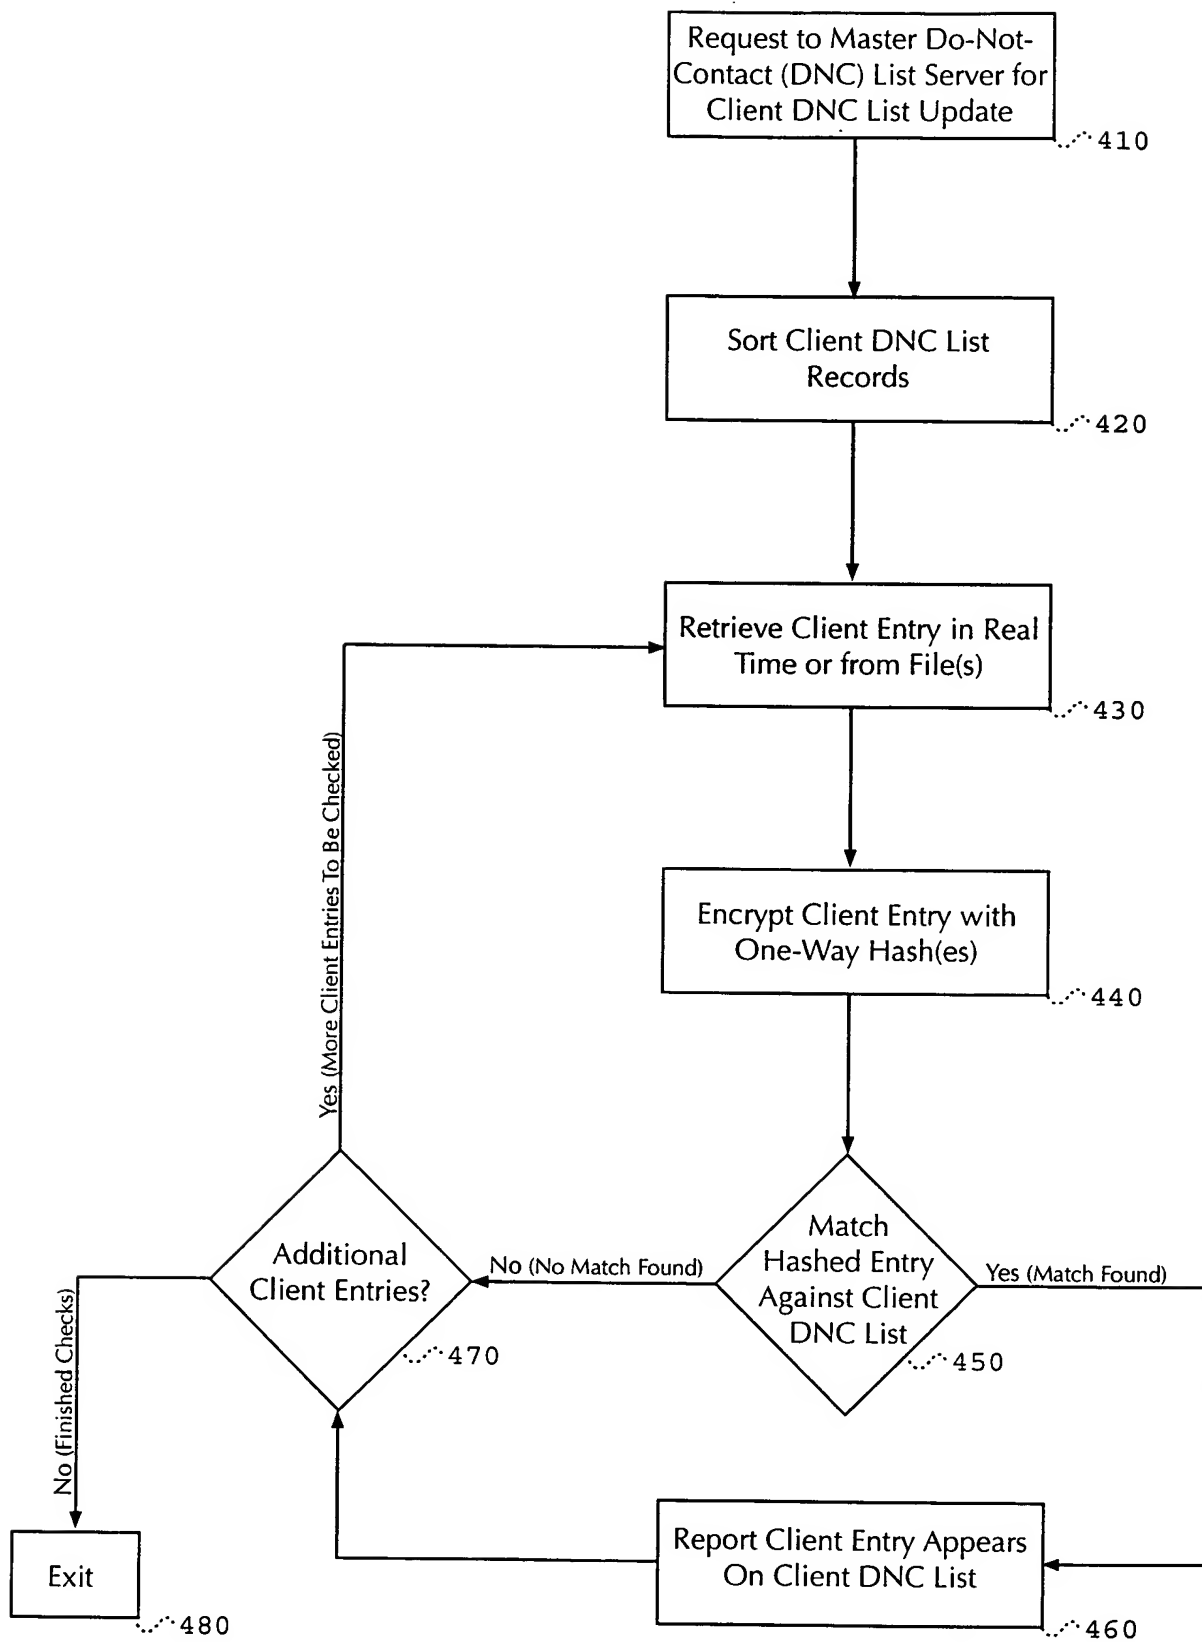 Request to Master Do-Not-
Contact (DNC) List Server for
Client DNC List Update
410
Sort Client DNC List
Records
420
Retrieve Client Entry in Real
Time or from File(s)
430
Encrypt Client Entry with
One-Way Hash(es)
440
Yes (More Client Entries To Be Checked)
Match
Hashed Entry
Against Client
DNC List
450
Yes (Match Found)
No (No Match Found)
Additional
Client Entries?
470
No (Finished Checks)
Report Client Entry Appears
On Client DNC List
460
Exit
480